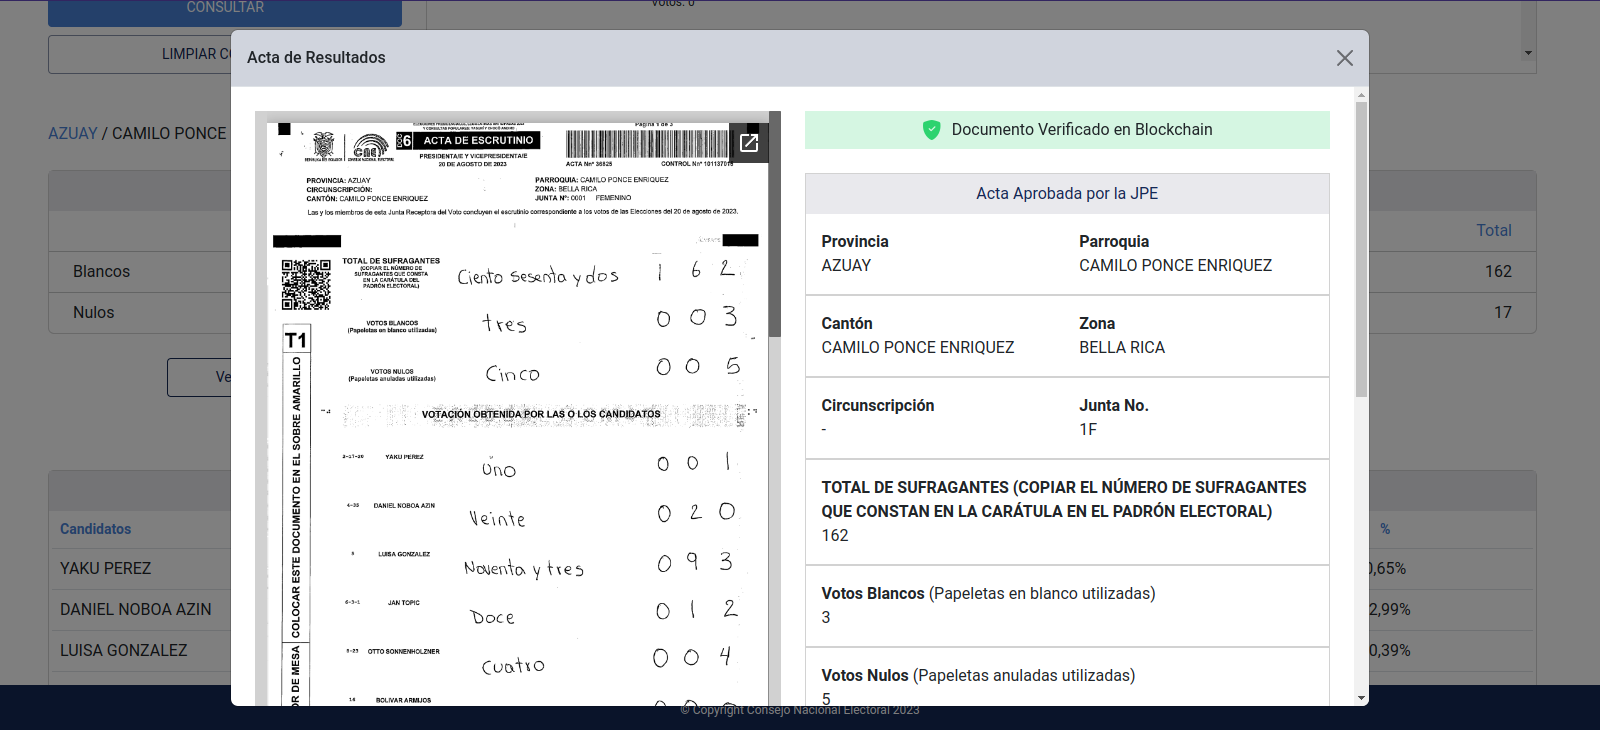 CONSULTAR
Votos: 0
LIMPIAR C
Acta de Resultados
AZUAY / CAMILO PONCE
Total
Blancos
162
Nulos
17
Ve
Candidatos
%
YAKU PEREZ
0,65%
DANIEL NOBOA AZIN
2,99%
LUISA GONZALEZ
0,39%
Página 1 de 3
6 ACTA DE ESCRUTINIO
PRESIDENTA/E Y VICEPRESIDENTA/E
20 DE AGOSTO DE 2023
ACTA Nnº 36825
CONTROL Nnº 101137018
PROVINCIA: AZUAY
CIRCUNSCRIPCIÓN:
CANTÓN: CAMILO PONCE ENRIQUEZ
PARROQUIA: CAMILO PONCE ENRIQUEZ
ZONA: BELLA RICA
JUNTA Nº: 0001 FEMENINO
Las y los miembros de esta Junta Receptora del Voto concluyen el escrutinio correspondiente a los votos de las Elecciones del 20 de agosto de 2023.
TOTAL DE SUFRAGANTES
(COPIAR EL NÚMERO DE
SUFRAGANTES QUE CONSTA
EN LA CARÁTULA DEL
PADRÓN ELECTORAL)
Ciento sesenta y dos 1 6 2
VOTOS BLANCOS
(Papeletas en blanco utilizadas)
tres 0 0 3
T1
VOTOS NULOS
(Papeletas anuladas utilizadas)
Cinco 0 0 5
COLOCAR ESTE DOCUMENTO EN EL SOBRE AMARILLO
R DE MESA
VOTACIÓN OBTENIDA POR LAS O LOS CANDIDATOS
YAKU PEREZ Uno 0 0 1
4-35 DANIEL NOBOA AZIN Veinte 0 2 0
LUISA GONZALEZ Noventa y tres 0 9 3
6-3-1 JAN TOPIC Doce 0 1 2
OTTO SONNENHOLZNER Cuatro 0 0 4
BOLIVAR ARMIJOS
Documento Verificado en Blockchain
Acta Aprobada por la JPE
Provincia
AZUAY
Parroquia
CAMILO PONCE ENRIQUEZ
Cantón
CAMILO PONCE ENRIQUEZ
Zona
BELLA RICA
Circunscripción
-
Junta No.
1F
TOTAL DE SUFRAGANTES (COPIAR EL NÚMERO DE SUFRAGANTES
QUE CONSTAN EN LA CARÁTULA EN EL PADRÓN ELECTORAL)
162
Votos Blancos (Papeletas en blanco utilizadas)
3
Votos Nulos (Papeletas anuladas utilizadas)
5
© Copyright Consejo Nacional Electoral 2023